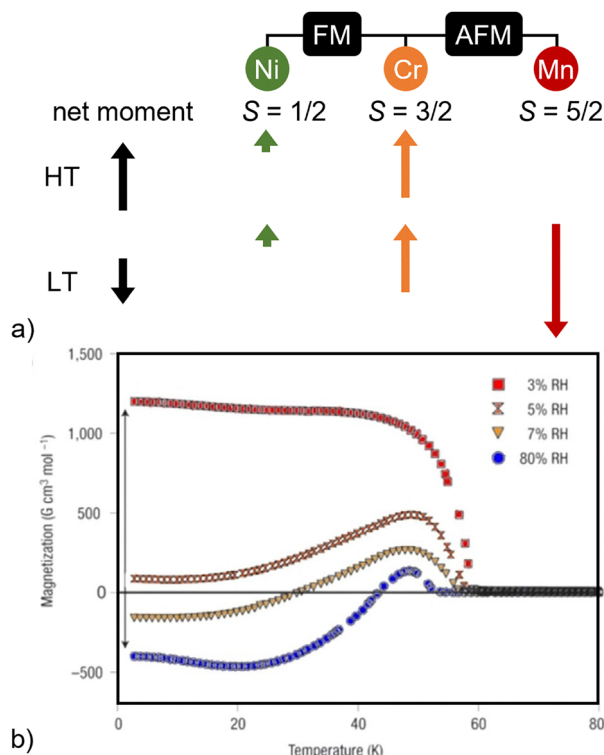 FM AFM
Ni Cr Mn
net moment S = 1/2 S = 3/2 S = 5/2
HT
LT
a)
1,500
3% RH
5% RH
1,000
7% RH
80% RH
500
Magnetization (G cm³ mol⁻¹)
0
−500
0 20 40 60 80
b)
Temperature (K)